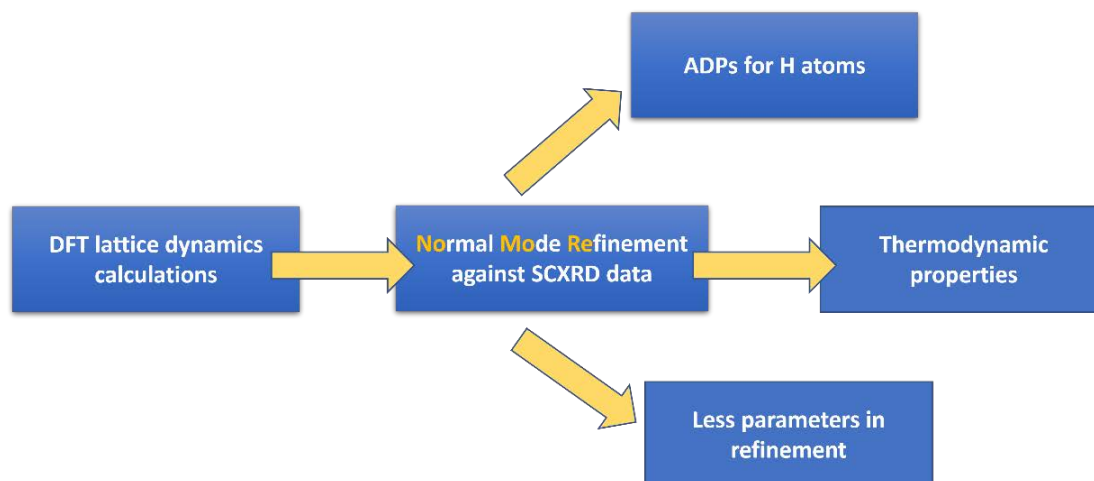 ADPs for H atoms
DFT lattice dynamics
calculations
Normal Mode Refinement
against SCXRD data
Thermodynamic
properties
Less parameters in
refinement